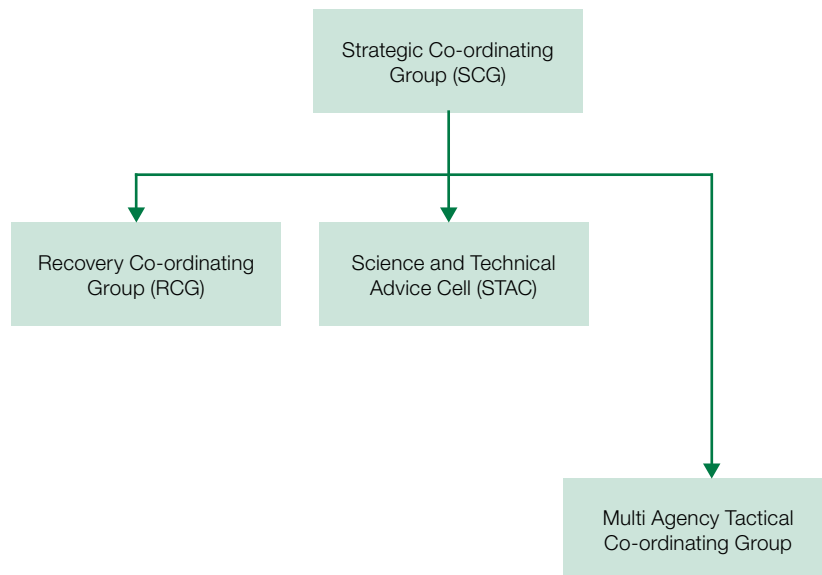 Strategic Co-ordinating
Group (SCG)
Recovery Co-ordinating
Group (RCG)
Science and Technical
Advice Cell (STAC)
Multi Agency Tactical
Co-ordinating Group